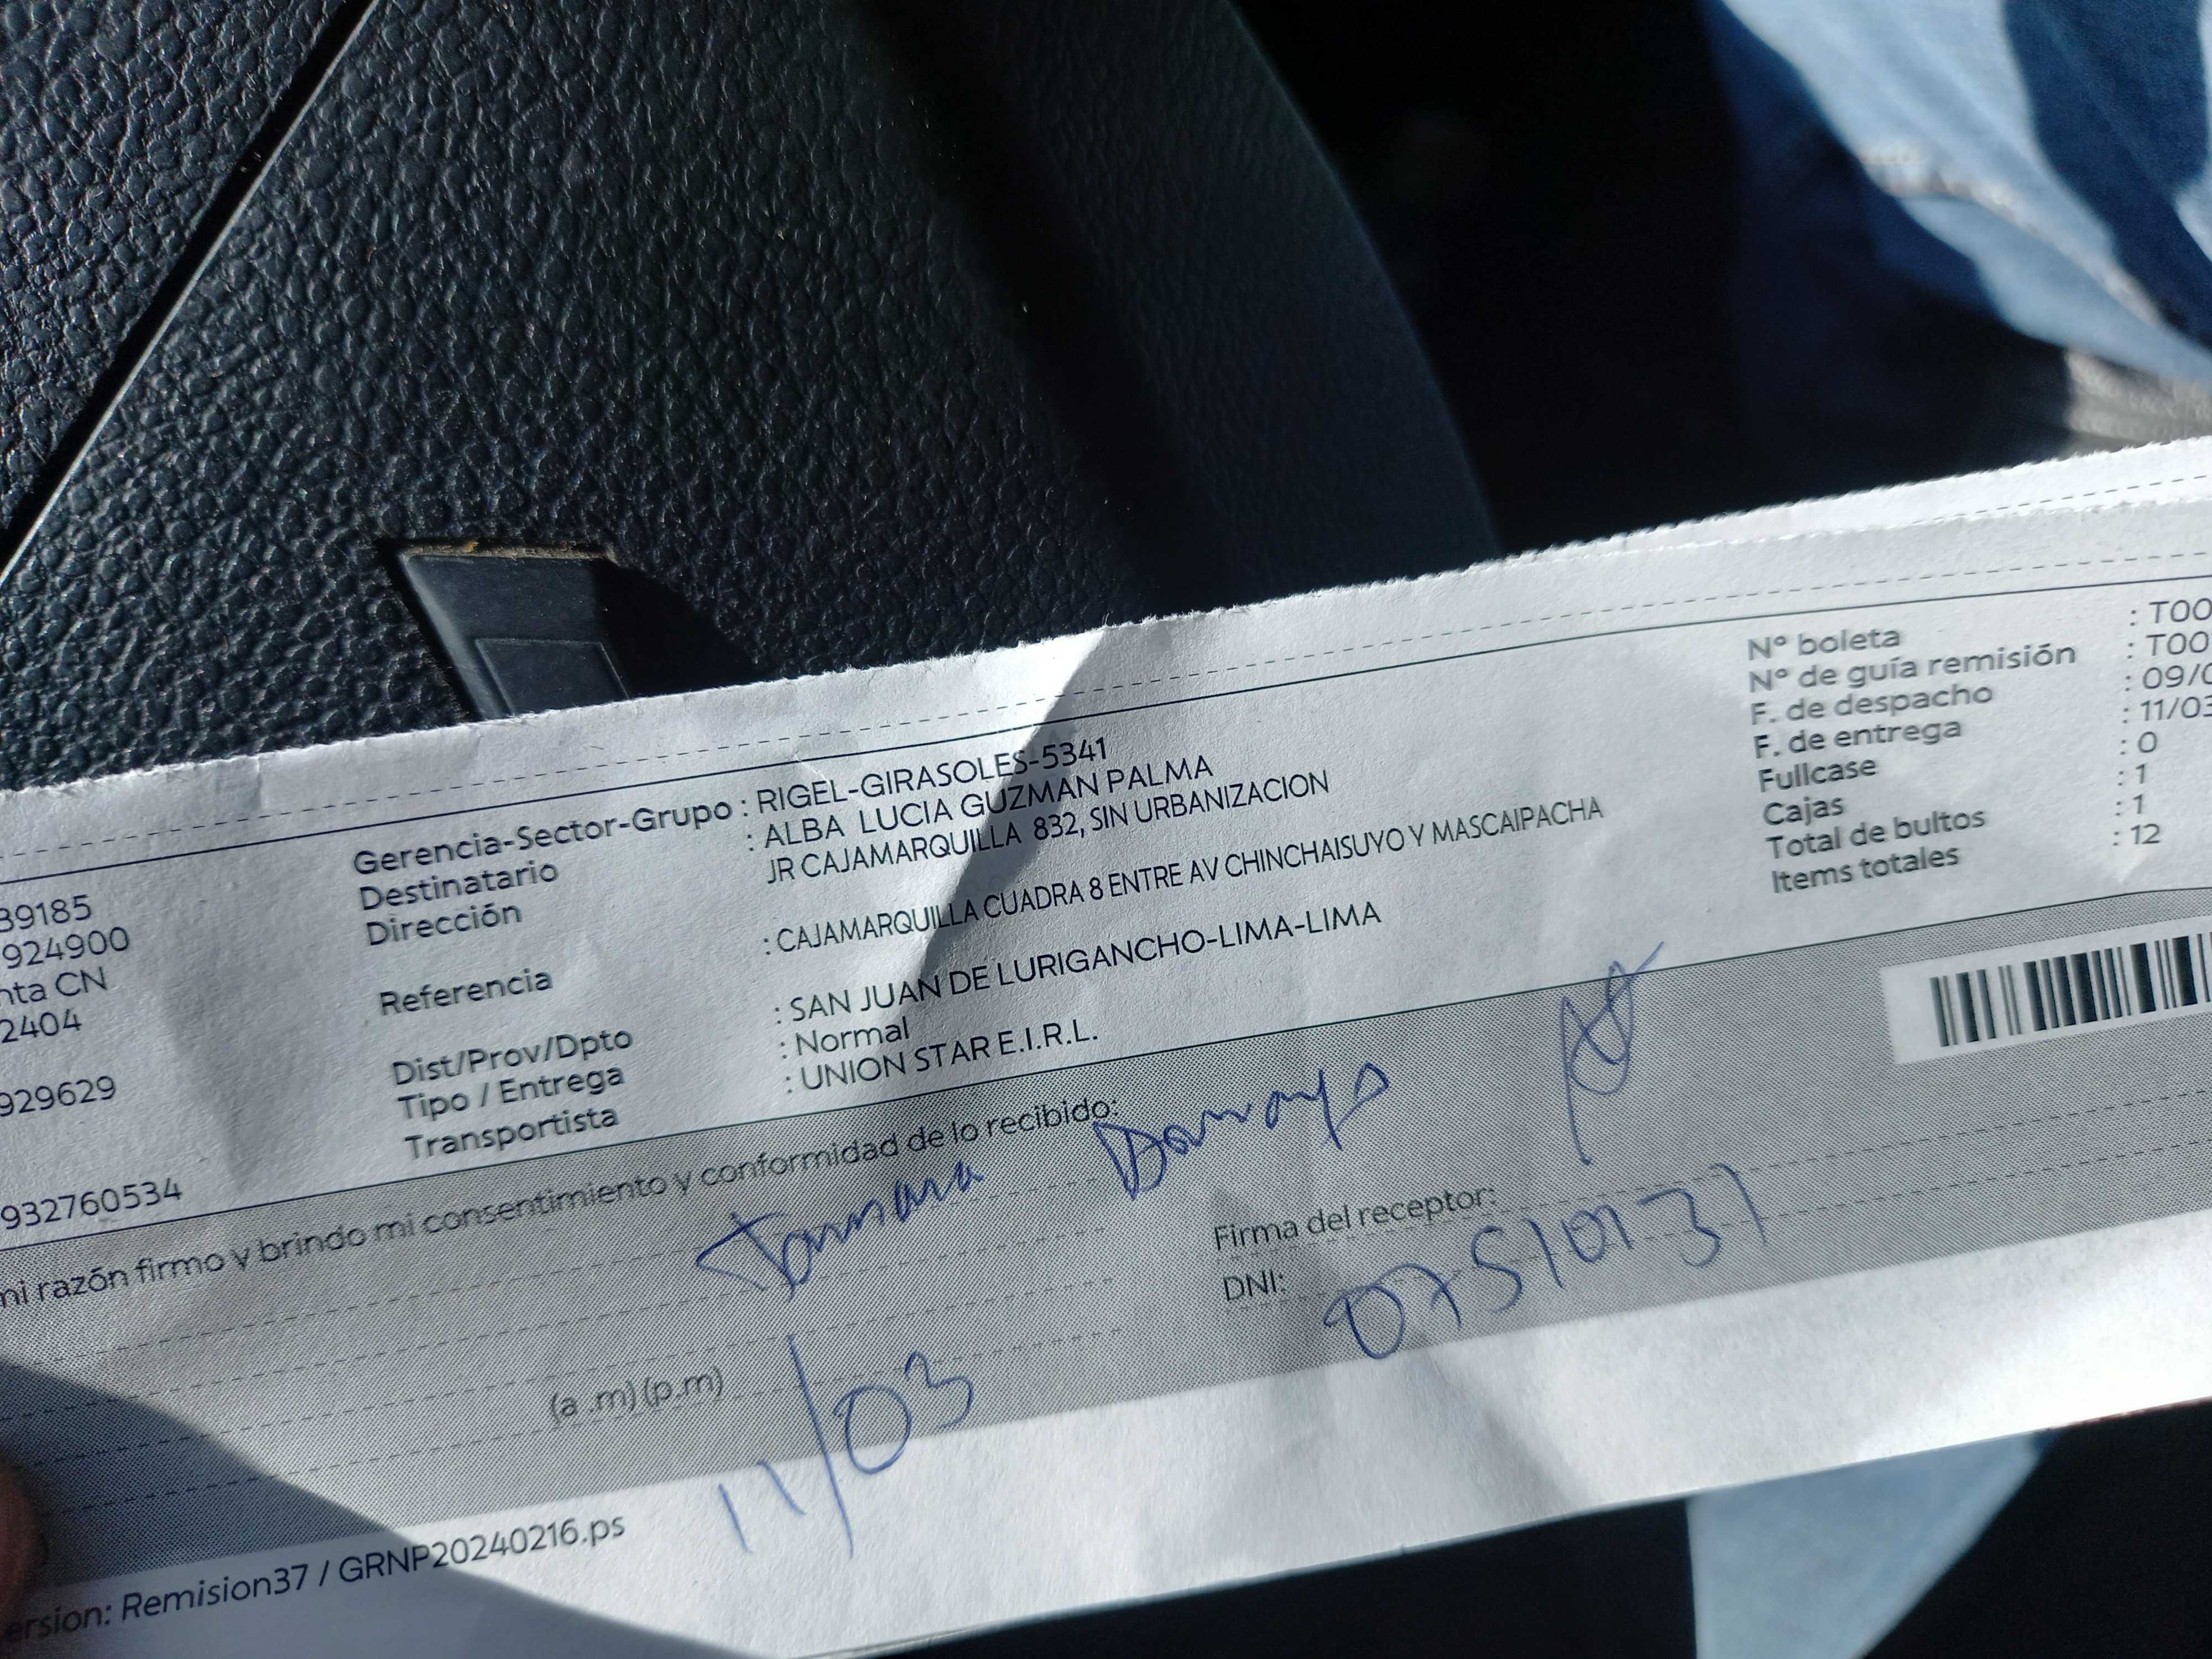 39185
924900
nta CN
2404
929629
932760534
Gerencia-Sector-Grupo : RIGEL-GIRASOLES-5341
Destinatario : ALBA LUCIA GUZMAN PALMA
Dirección JR CAJAMARQUILLA 832, SIN URBANIZACION
Referencia : CAJAMARQUILLA CUADRA 8 ENTRE AV CHINCHAISUYO Y MASCAIPACHA
Dist/Prov/Dpto : SAN JUAN DE LURIGANCHO-LIMA-LIMA
Tipo / Entrega : Normal
Transportista : UNION STAR E.I.R.L.
N° boleta : T00
N° de guía remisión : T00
F. de despacho : 09/0
F. de entrega : 11/03
Fullcase : 0
Cajas : 1
Total de bultos : 1
Items totales : 12
mi razón firmo y brindo mi consentimiento y conformidad de lo recibido:
Tamara
Firma del receptor:
DNI:
(a .m) (p.m)
11/03
ersion: Remision37 / GRNP20240216.ps